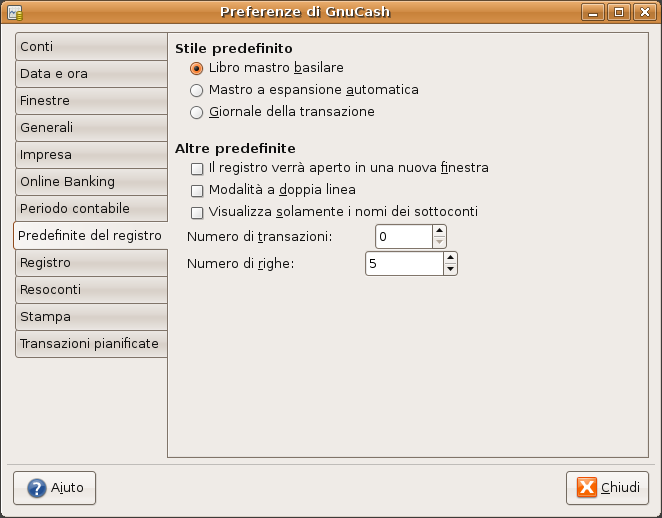 Preferenze di GnuCash
Conti
Data e ora
Finestre
Generali
Impresa
Online Banking
Periodo contabile
Predefinite del registro
Registro
Resoconti
Stampa
Transazioni pianificate
Stile predefinito
Libro mastro basilare
Mastro a espansione automatica
Giornale della transazione
Altre predefinite
Il registro verrà aperto in una nuova finestra
Modalità a doppia linea
Visualizza solamente i nomi dei sottoconti
Numero di transazioni: 0
Numero di righe: 5
Aiuto
Chiudi